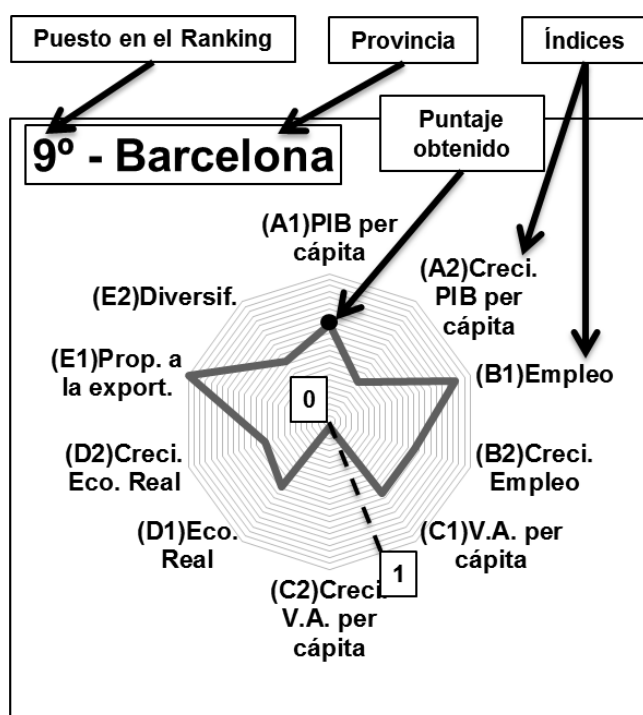 Puesto en el Ranking
Provincia
Índices
9º - Barcelona
Puntaje
obtenido
(A1)PIB per
cápita
(A2)Creci.
PIB per
cápita
(B1)Empleo
(B2)Creci.
Empleo
(C1)V.A. per
cápita
(C2)Creci.
V.A. per
cápita
(D1)Eco.
Real
(D2)Creci.
Eco. Real
(E1)Prop. a
la export.
(E2)Diversif.
0
1